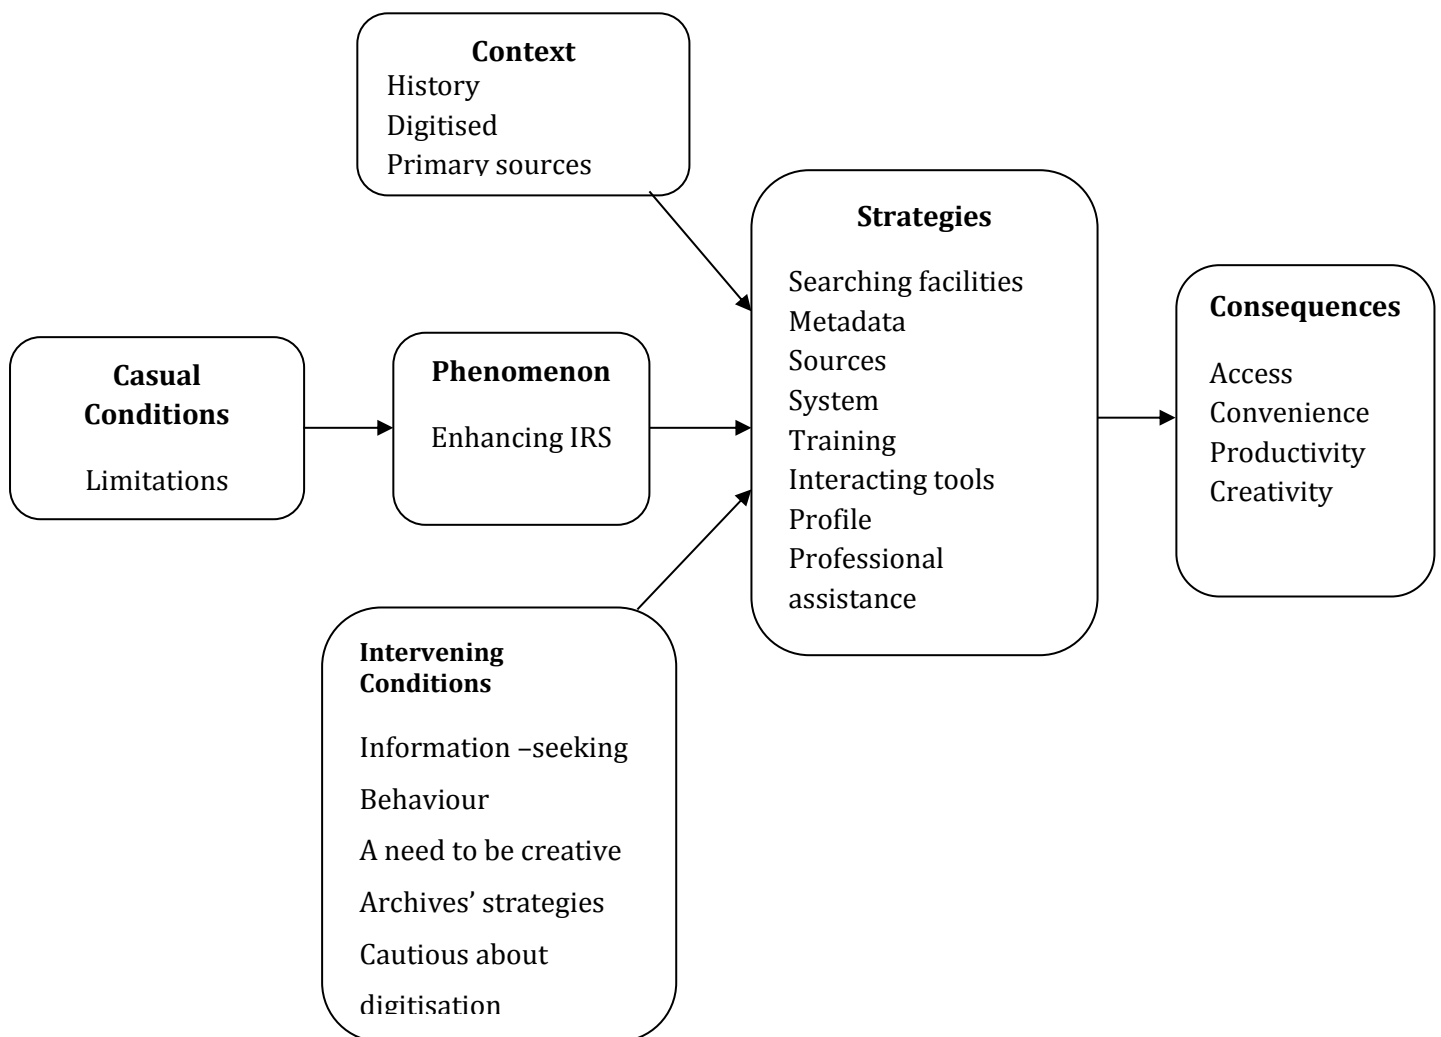 Context
History
Digitised
Primary sources
Strategies
Searching facilities
Metadata
Sources
System
Training
Interacting tools
Profile
Professional
assistance
Consequences
Access
Convenience
Productivity
Creativity
Casual
Conditions
Limitations
Phenomenon
Enhancing IRS
Intervening
Conditions
Information –seeking
Behaviour
A need to be creative
Archives’ strategies
Cautious about
digitisation